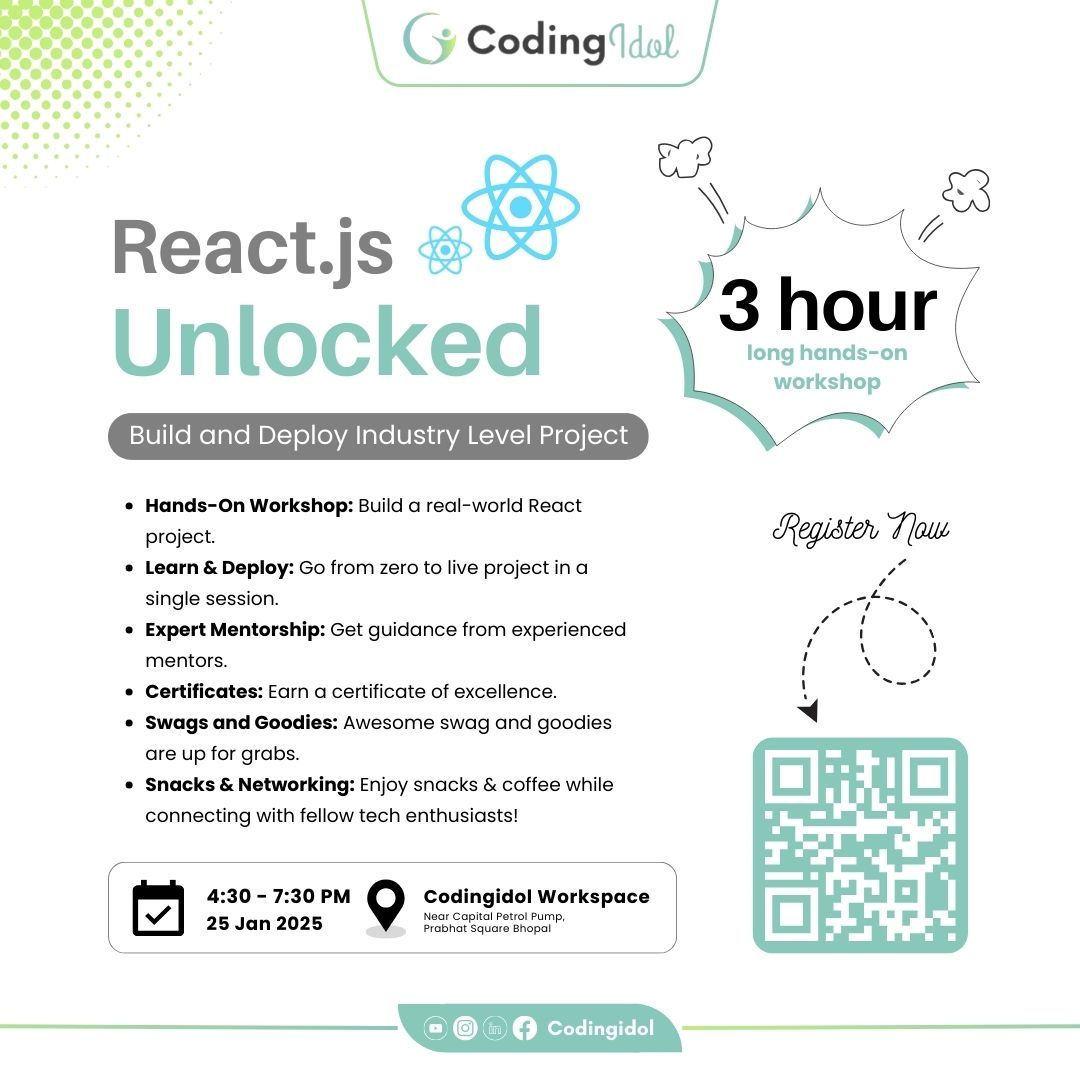 CodingIdol
React.js
Unlocked
3 hour
long hands-on
workshop
Build and Deploy Industry Level Project
Hands-On Workshop: Build a real-world React
project.
Learn & Deploy: Go from zero to live project in a
single session.
Expert Mentorship: Get guidance from experienced
mentors.
Certificates: Earn a certificate of excellence.
Swags and Goodies: Awesome swag and goodies
are up for grabs.
Snacks & Networking: Enjoy snacks & coffee while
connecting with fellow tech enthusiasts!
Register Now
4:30 - 7:30 PM
25 Jan 2025
Codingidol Workspace
Near Capital Petrol Pump,
Prabhat Square Bhopal
Codingidol